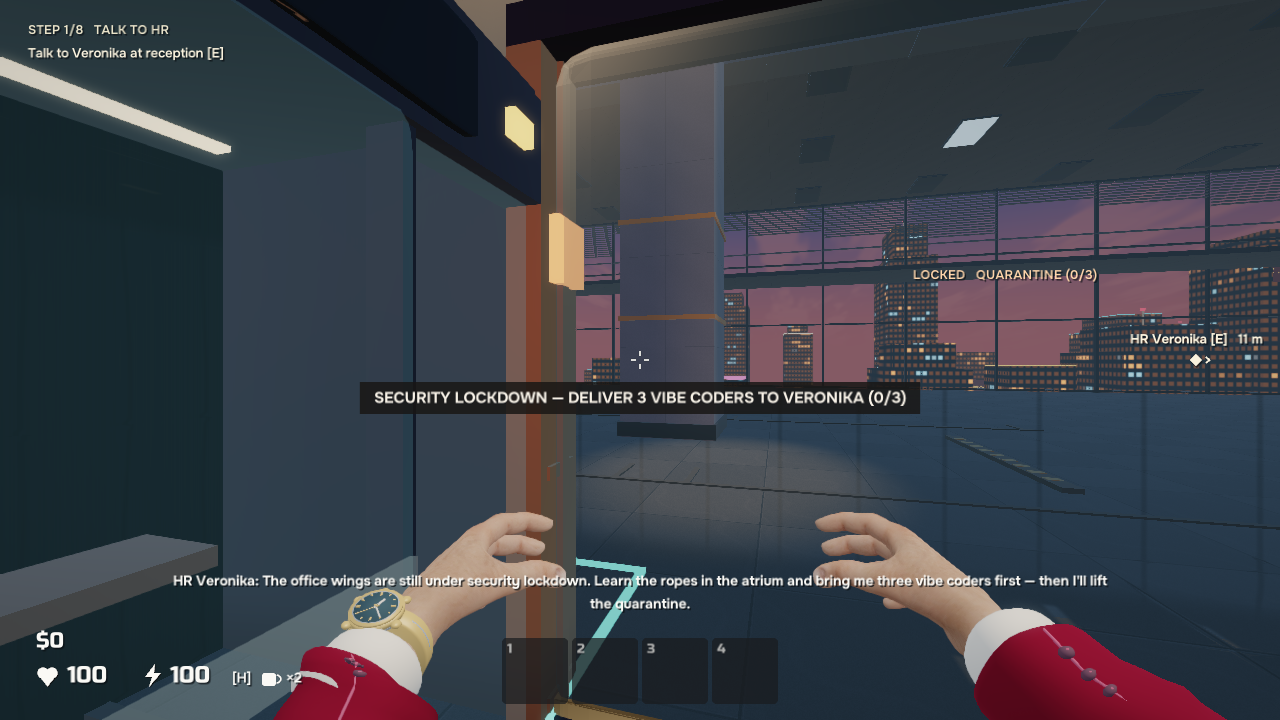 STEP 1/8 TALK TO HR
Talk to Veronika at reception [E]
LOCKED QUARANTINE (0/3)
HR Veronika [E] 11 m
SECURITY LOCKDOWN — DELIVER 3 VIBE CODERS TO VERONIKA (0/3)
HR Veronika: The office wings are still under security lockdown. Learn the ropes in the atrium and bring me three vibe coders first — then I'll lift
the quarantine.
$0
100 100 [H] ×2
1 2 3 4